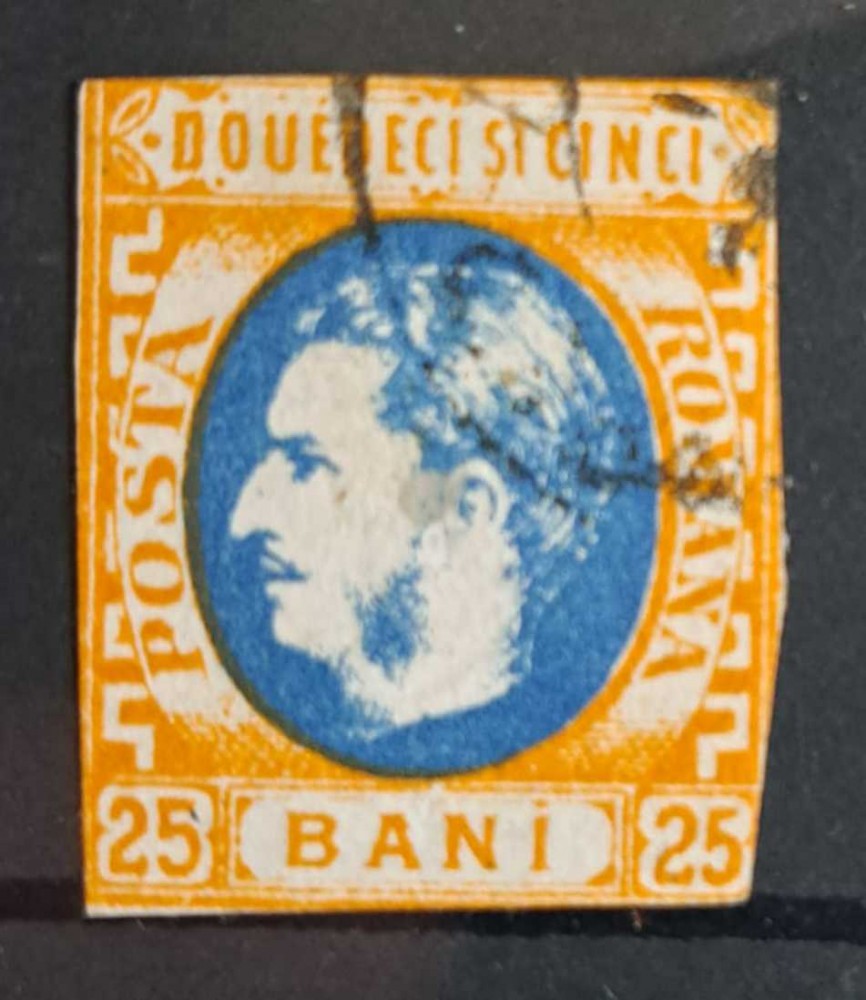 DOUEDECI SI CINCI
POSTA
ROMANA
25 BANI 25